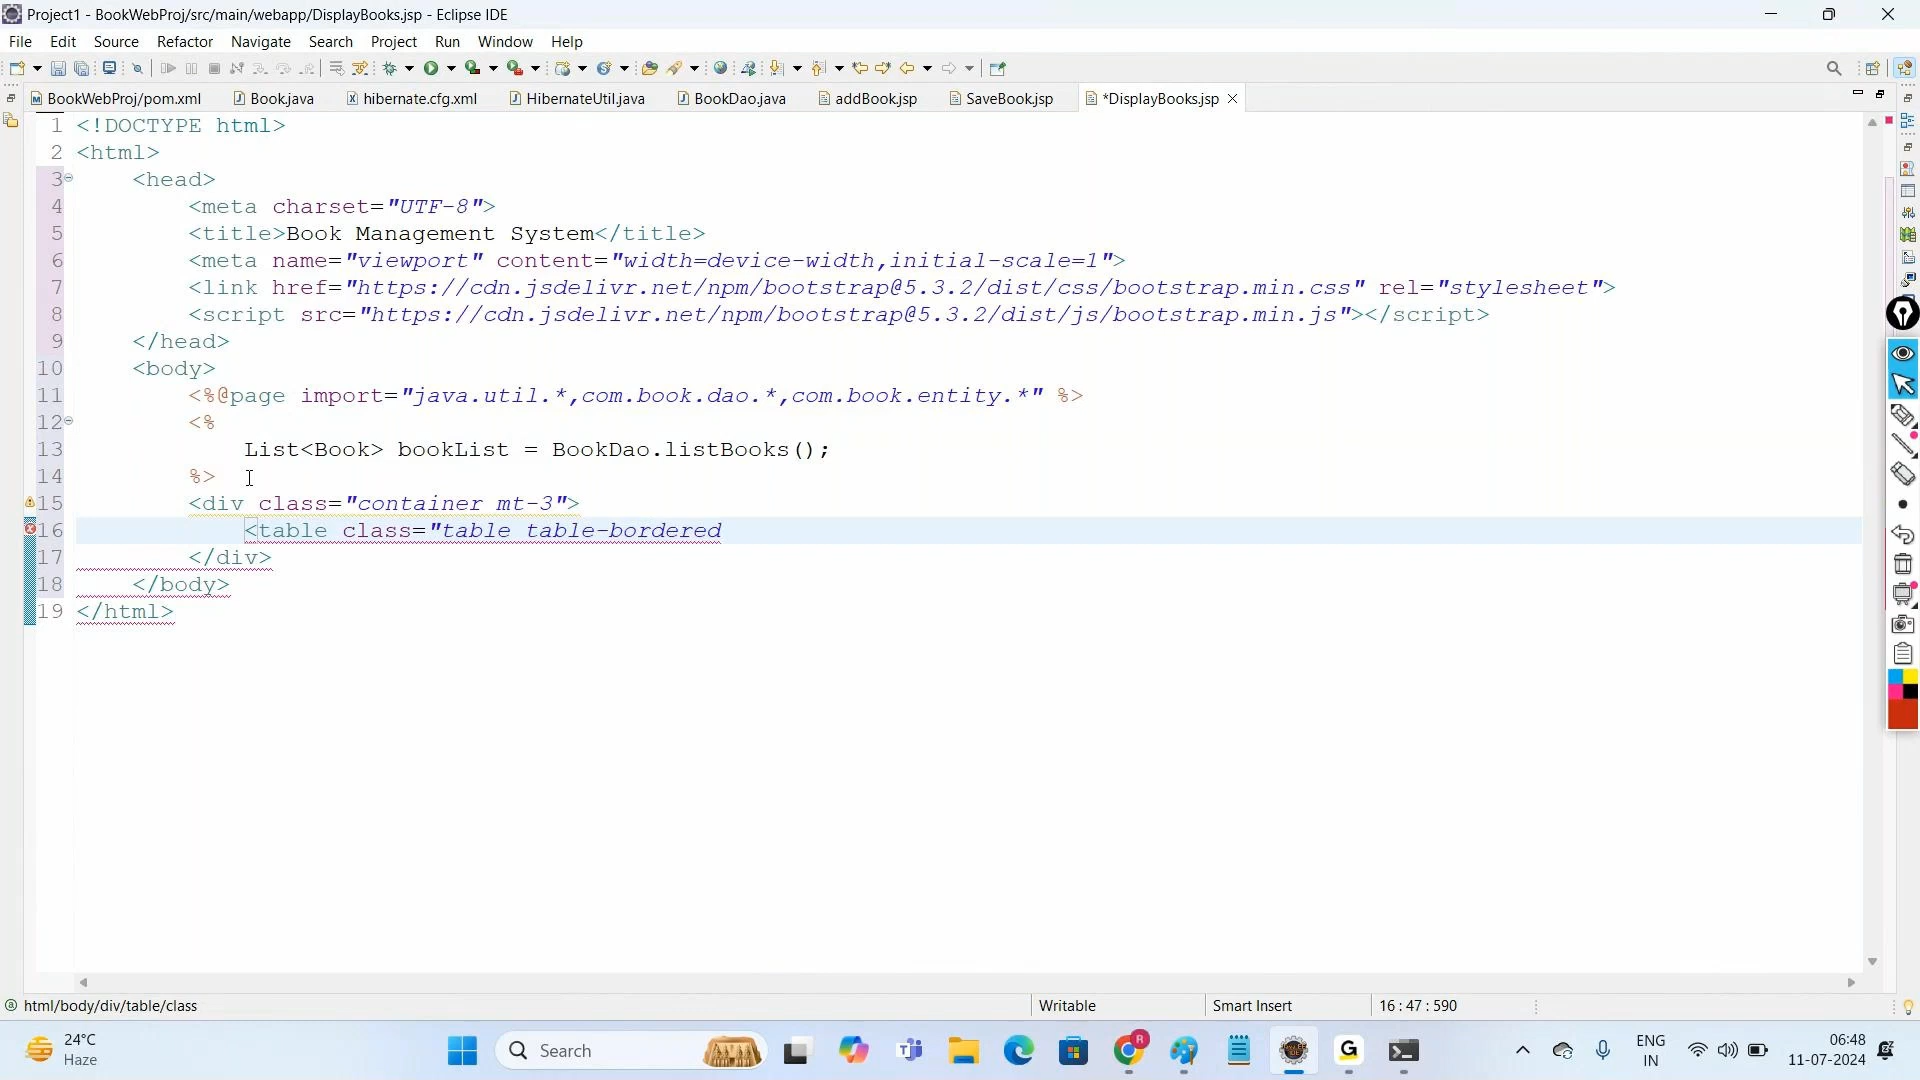 Project1 - BookWebProj/src/main/webapp/DisplayBooks.jsp - Eclipse IDE
File Edit Source Refactor Navigate Search Project Run Window Help
BookWebProj/pom.xml Book.java hibernate.cfg.xml HibernateUtil.java BookDao.java addBook.jsp SaveBook.jsp *DisplayBooks.jsp
1 <!DOCTYPE html>
2 <html>
3 <head>
4 <meta charset="UTF-8">
5 <title>Book Management System</title>
6 <meta name="viewport" content="width=device-width,initial-scale=1">
7 <link href="https://cdn.jsdelivr.net/npm/bootstrap@5.3.2/dist/css/bootstrap.min.css" rel="stylesheet">
8 <script src="https://cdn.jsdelivr.net/npm/bootstrap@5.3.2/dist/js/bootstrap.min.js"></script>
9 </head>
10 <body>
11 <%@page import="java.util.*,com.book.dao.*,com.book.entity.*" %>
12 <%
13 List<Book> bookList = BookDao.listBooks();
14 %>
15 <div class="container mt-3">
16 <table class="table table-bordered
17 </div>
18 </body>
19 </html>
html/body/div/table/class Writable Smart Insert 16 : 47 : 590
24°C
Haze
Search
ENG
IN
06:48
11-07-2024